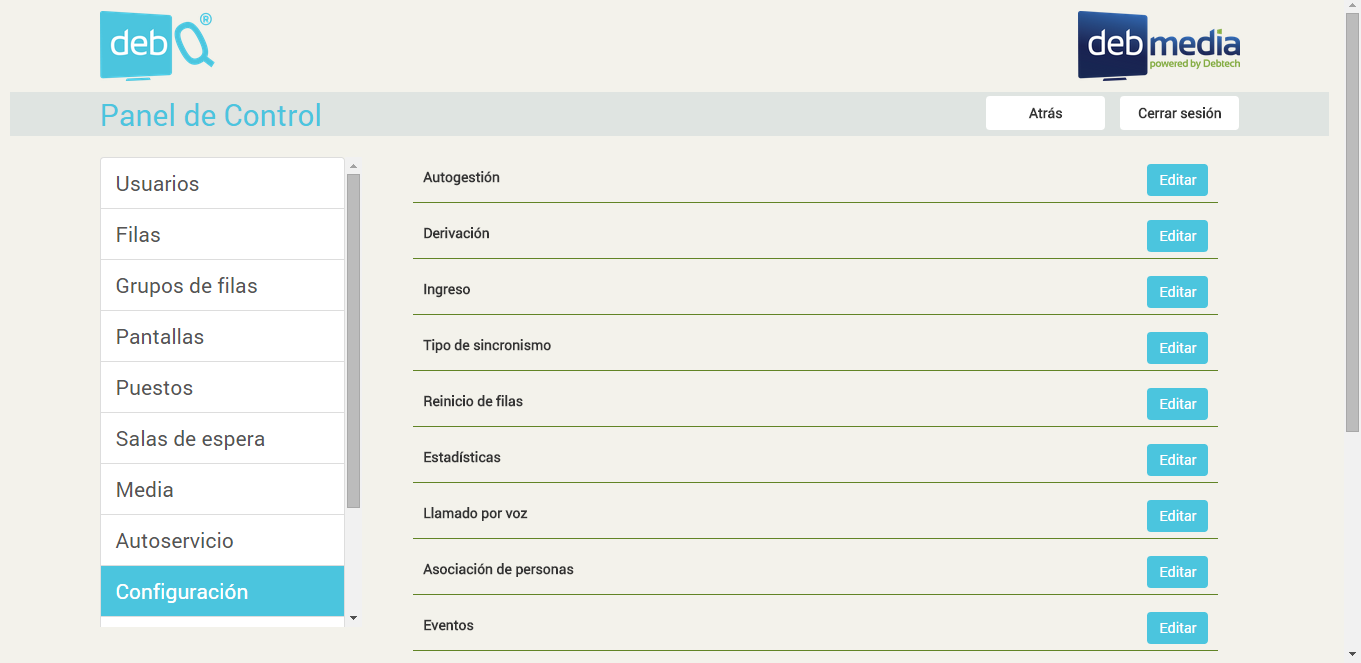 debQ®
debmedia
powered by Debtech
Panel de Control
Atrás
Cerrar sesión
Usuarios
Filas
Grupos de filas
Pantallas
Puestos
Salas de espera
Media
Autoservicio
Configuración
Autogestión
Editar
Derivación
Editar
Ingreso
Editar
Tipo de sincronismo
Editar
Reinicio de filas
Editar
Estadísticas
Editar
Llamado por voz
Editar
Asociación de personas
Editar
Eventos
Editar